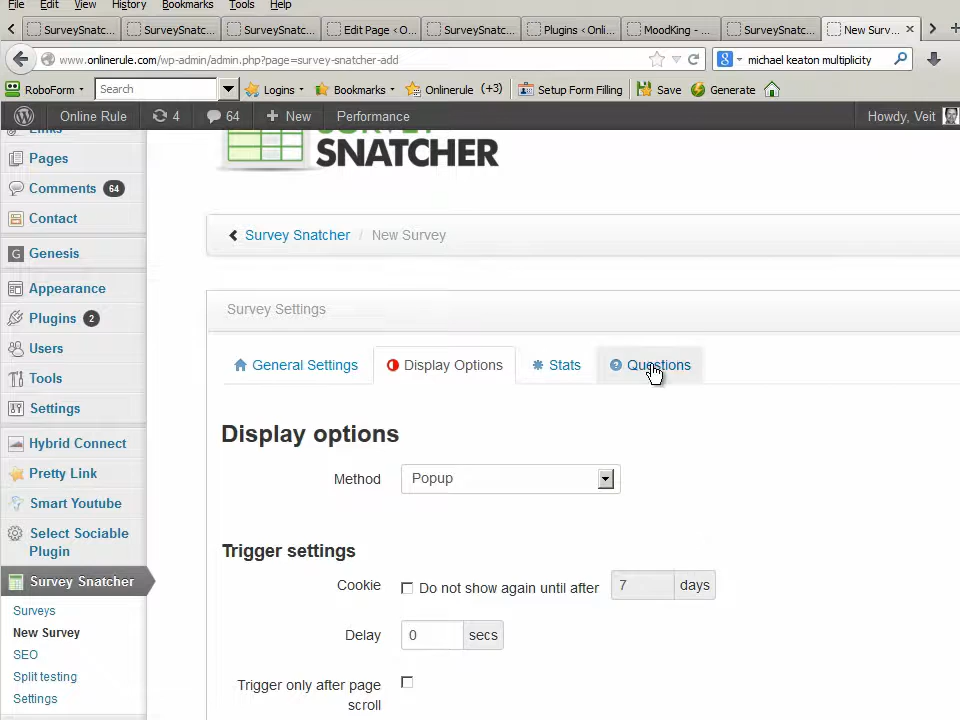 File Edit View History Bookmarks Tools Help
SurveySnatc... SurveySnatc... SurveySnatc... Edit Page ‹ O... SurveySnatc... Plugins ‹ Onli... MoodKing - ... SurveySnatc... New Surv...
www.onlinerule.com/wp-admin/admin.php?page=survey-snatcher-add michael keaton multiplicity
RoboForm Search Logins Bookmarks Onlinerule (+3) Setup Form Filling Save Generate
Online Rule 4 64 New Performance Howdy, Veit
Links
Pages
Comments 64
Contact
Genesis
Appearance
Plugins 2
Users
Tools
Settings
Hybrid Connect
Pretty Link
Smart Youtube
Select Sociable
Plugin
Survey Snatcher
Surveys
New Survey
SEO
Split testing
Settings
SURVEY
SNATCHER
Survey Snatcher / New Survey
Survey Settings
General Settings Display Options Stats Questions
Display options
Method Popup
Trigger settings
Cookie Do not show again until after 7 days
Delay 0 secs
Trigger only after page
scroll